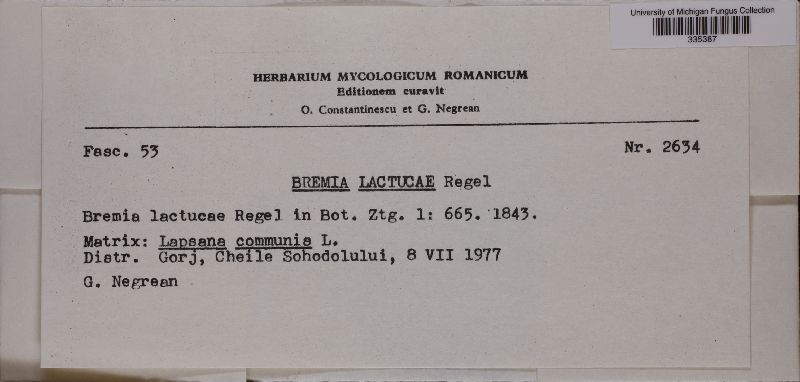 University of Michigan Fungus Collection
335367
HERBARIUM MYCOLOGICUM ROMANICUM
Editionem curavit
O. Constantinescu et G. Negrean
Fasc. 53
Nr. 2634
BREMIA LACTUCAE Regel
Bremia lactucae Regel in Bot. Ztg. 1: 665. 1843.
Matrix: Lapsana communis L.
Distr. Gorj, Cheile Sohodolului, 8 VII 1977
G. Negrean